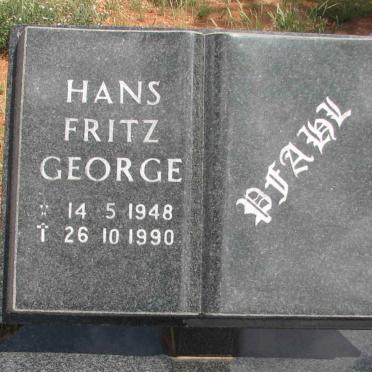 HANS
FRITZ
GEORGE
* 14 5 1948
† 26 10 1990
PFAHL